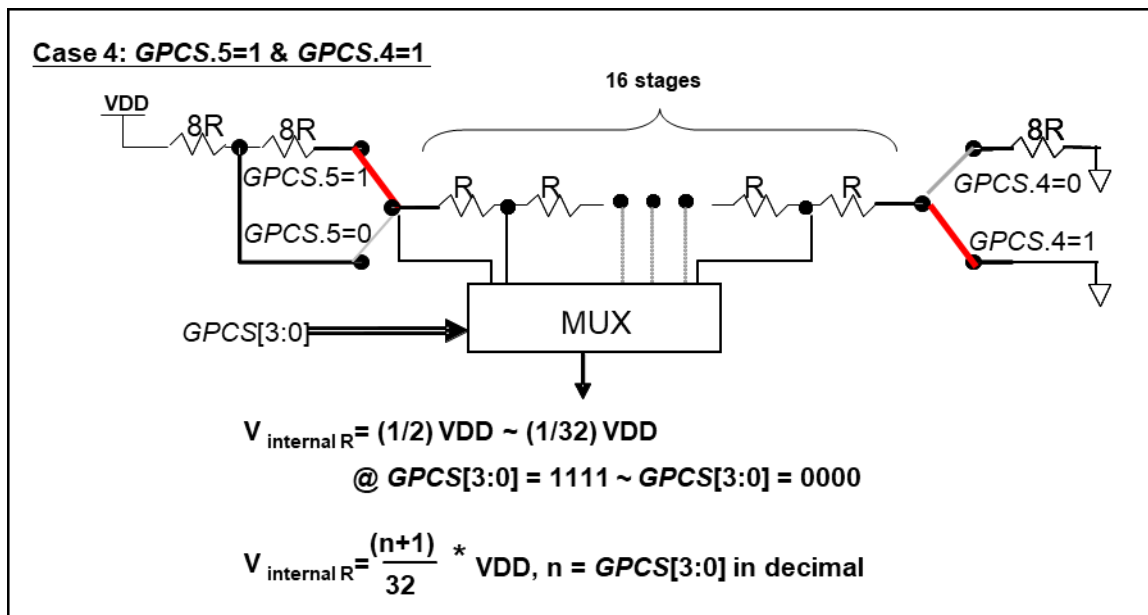 Case 4: GPCS.5=1 & GPCS.4=1
16 stages
VDD
8R
8R
8R
GPCS.5=1
R
R
R
R
GPCS.4=0
GPCS.5=0
GPCS.4=1
MUX
GPCS[3:0]
V internal R= (1/2) VDD ~ (1/32) VDD
@ GPCS[3:0] = 1111 ~ GPCS[3:0] = 0000
V internal R= (n+1)/32 * VDD, n = GPCS[3:0] in decimal